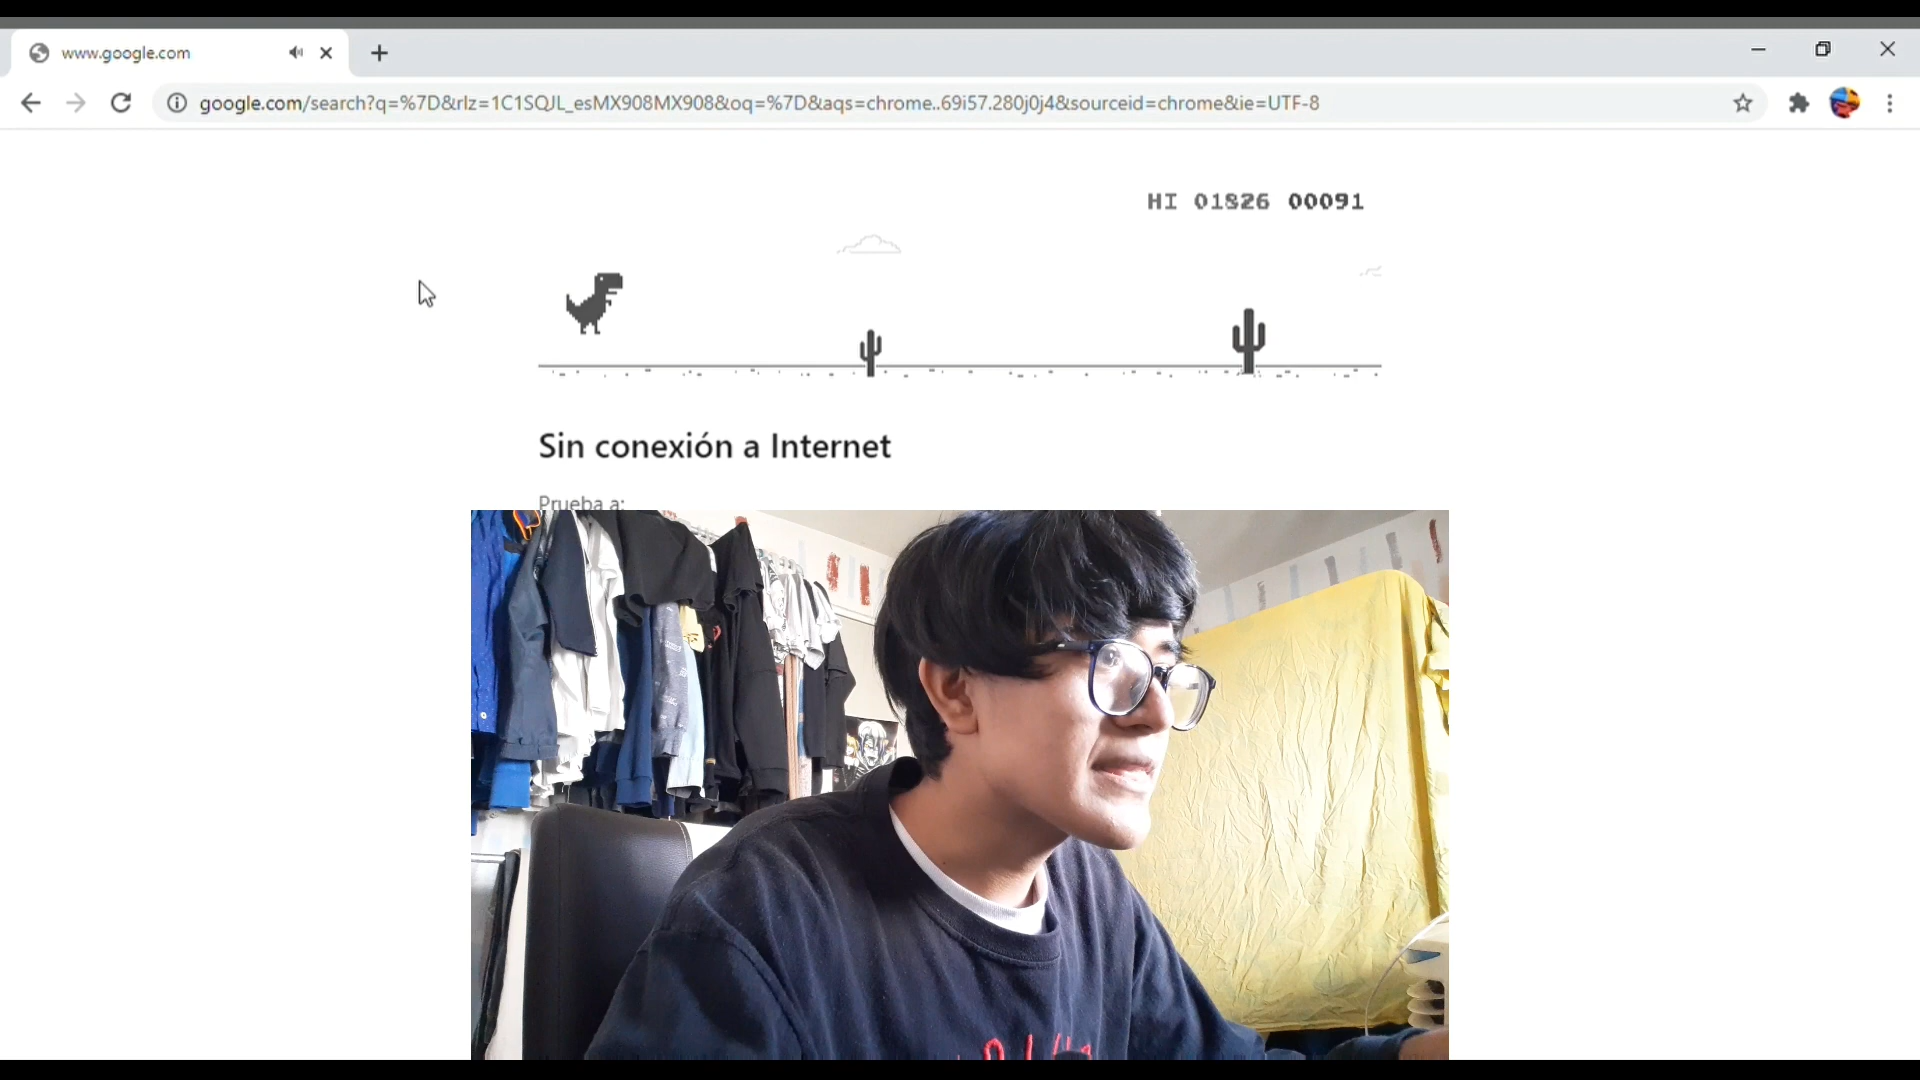 www.google.com
google.com/search?q=%7D&rlz=1C1SQJL_esMX908MX908&oq=%7D&aqs=chrome..69i57.280j0j4&sourceid=chrome&ie=UTF-8
HI 01826 00091
Sin conexión a Internet
Prueba a: